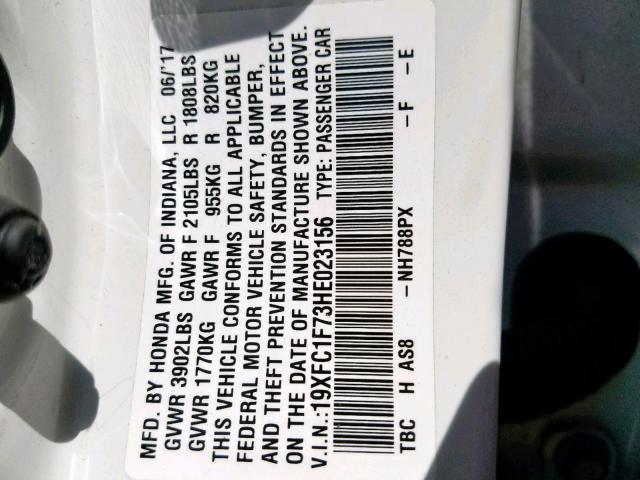 MFD. BY HONDA MFG. OF INDIANA, LLC 06/'17
GVWR 3902LBS GAWR F 2105LBS R 1808LBS
GVWR 1770KG GAWR F 955KG R 820KG
THIS VEHICLE CONFORMS TO ALL APPLICABLE
FEDERAL MOTOR VEHICLE SAFETY, BUMPER,
AND THEFT PREVENTION STANDARDS IN EFFECT
ON THE DATE OF MANUFACTURE SHOWN ABOVE.
V.I.N.:19XFC1F73HE023156 TYPE: PASSENGER CAR
TBC H AS8 – NH788PX – F – E